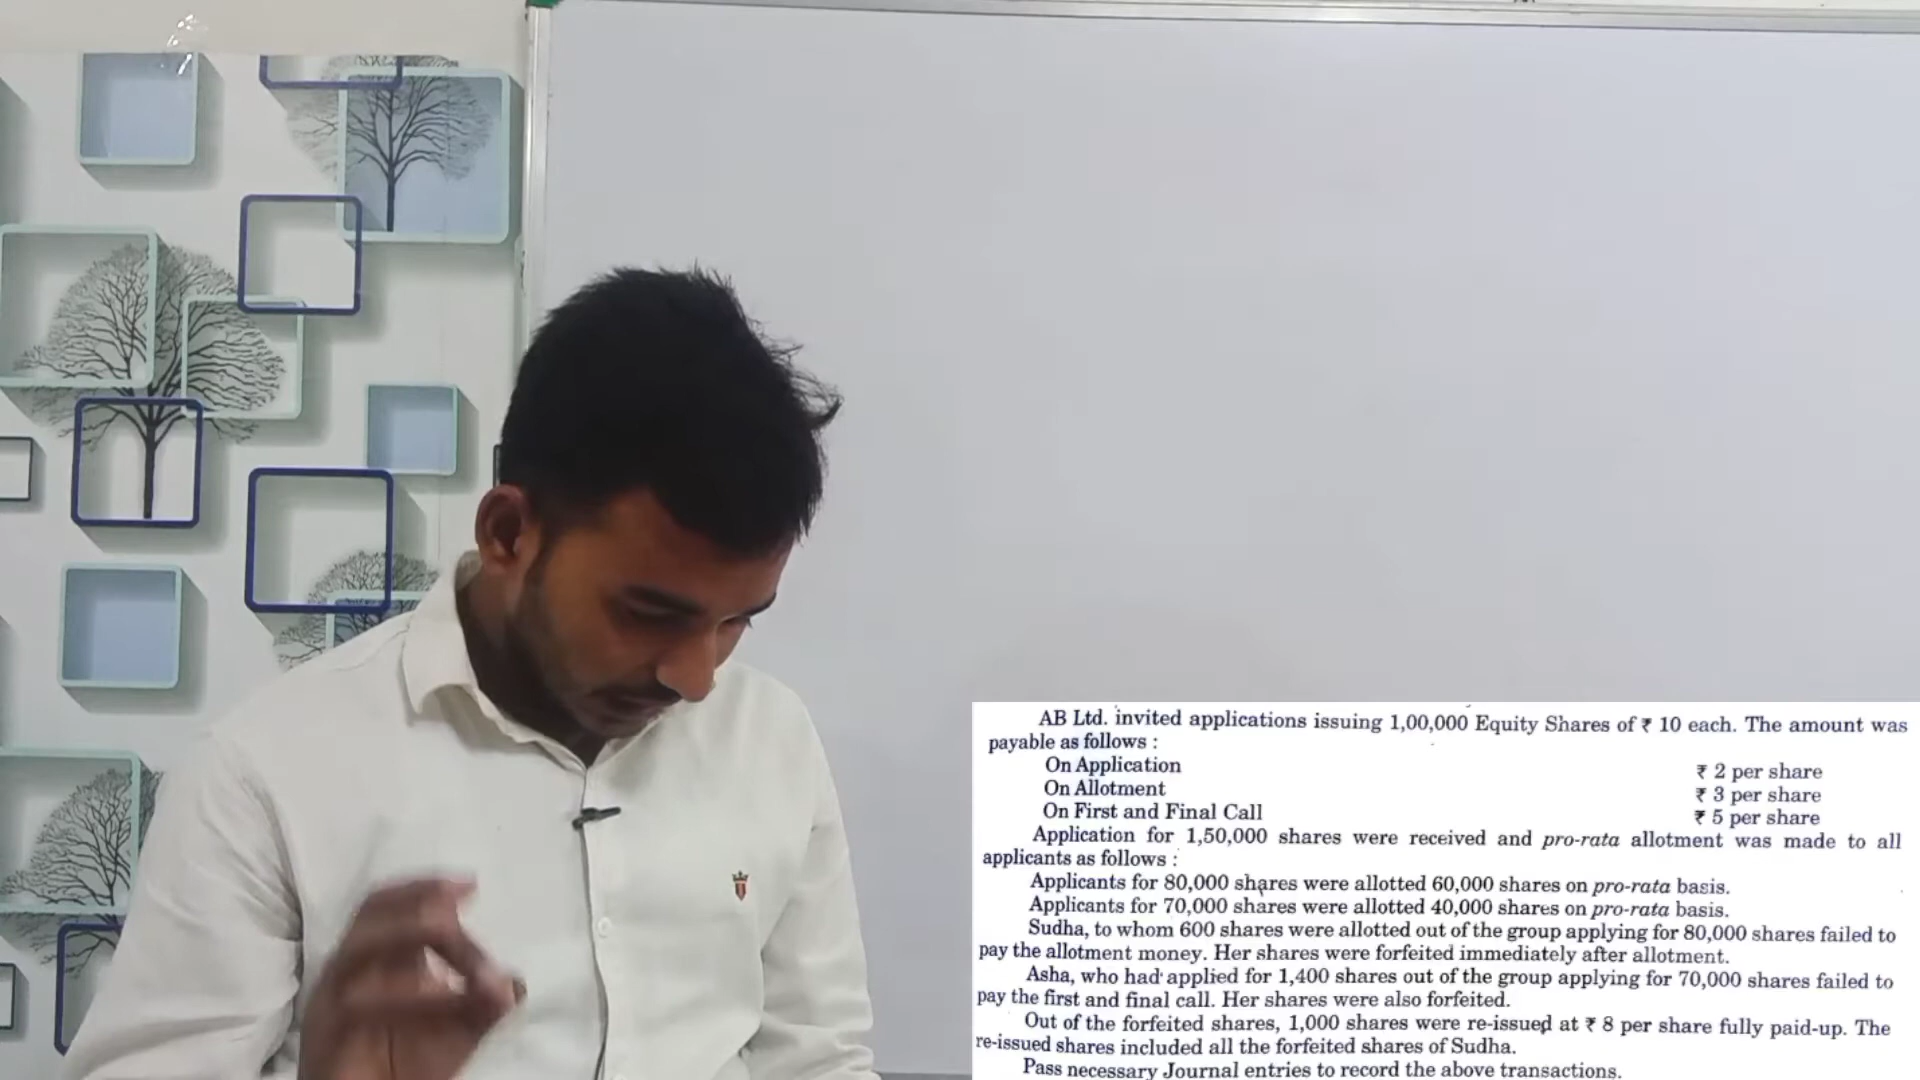 AB Ltd. invited applications issuing 1,00,000 Equity Shares of ₹ 10 each. The amount was
payable as follows :
On Application ₹ 2 per share
On Allotment ₹ 3 per share
On First and Final Call ₹ 5 per share
Application for 1,50,000 shares were received and pro-rata allotment was made to all
applicants as follows :
Applicants for 80,000 shares were allotted 60,000 shares on pro-rata basis.
Applicants for 70,000 shares were allotted 40,000 shares on pro-rata basis.
Sudha, to whom 600 shares were allotted out of the group applying for 80,000 shares failed to
pay the allotment money. Her shares were forfeited immediately after allotment.
Asha, who had applied for 1,400 shares out of the group applying for 70,000 shares failed to
pay the first and final call. Her shares were also forfeited.
Out of the forfeited shares, 1,000 shares were re-issued at ₹ 8 per share fully paid-up. The
re-issued shares included all the forfeited shares of Sudha.
Pass necessary Journal entries to record the above transactions.